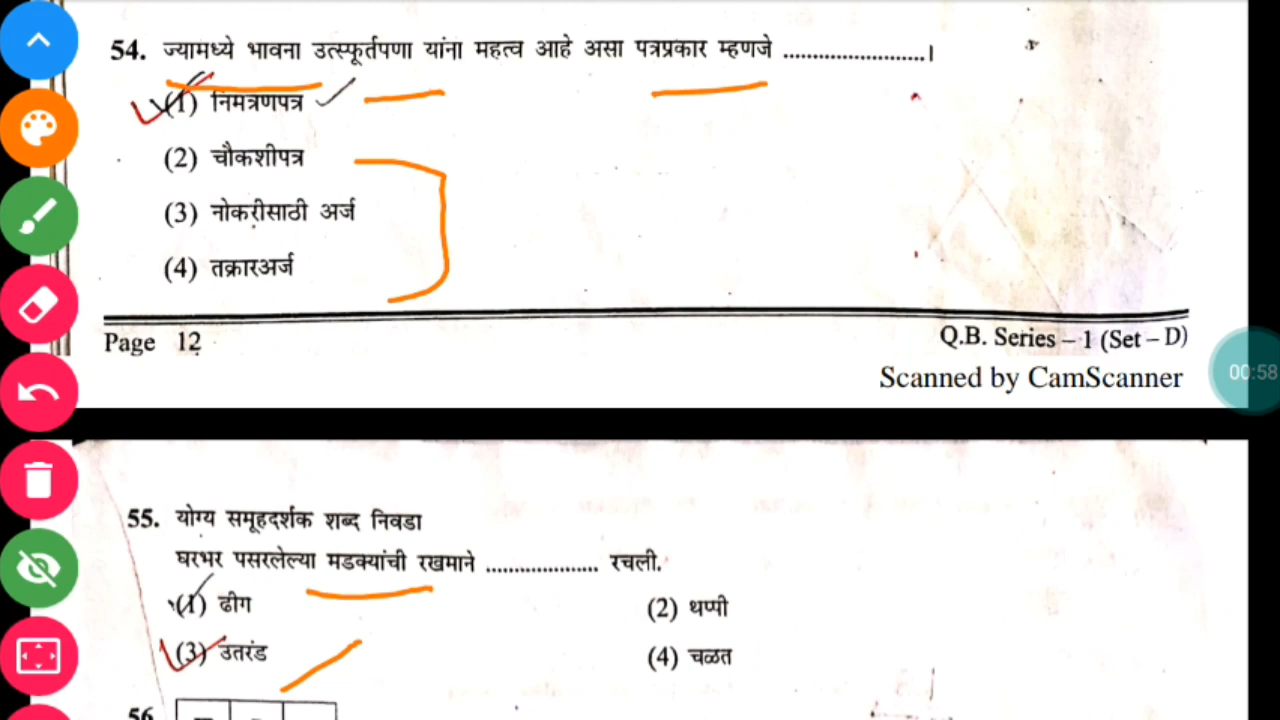 54. ज्यामध्ये भावना उत्स्फूर्तपणा यांना महत्व आहे असा पत्रप्रकार म्हणजे ........................।
(1) निमत्रणपत्र
(2) चौकशीपत्र
(3) नोकरीसाठी अर्ज
(4) तक्रारअर्ज
Page 12 Q.B. Series – 1 (Set – D)
Scanned by CamScanner
00:58
55. योग्य समूहदर्शक शब्द निवडा
घरभर पसरलेल्या मडक्यांची रखमाने .................... रचली.
(1) ढीग (2) थप्पी
(3) उतरंड (4) चळत
56